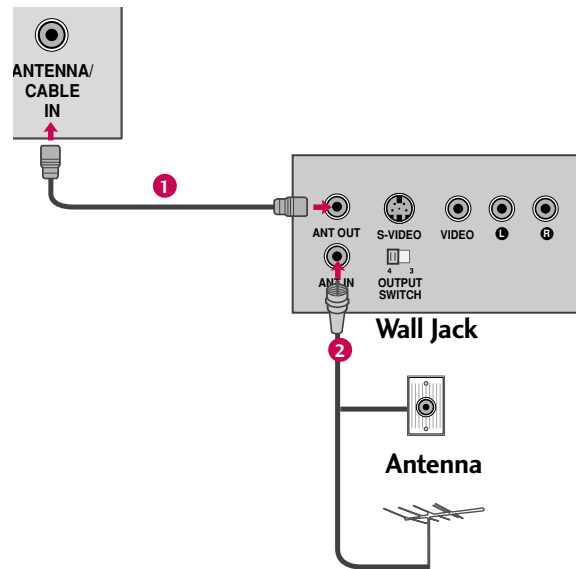 ANTENNA/
CABLE
IN
1
ANT OUT
S-VIDEO
VIDEO
L
R
ANT IN
4 3
OUTPUT
SWITCH
Wall Jack
2
Antenna